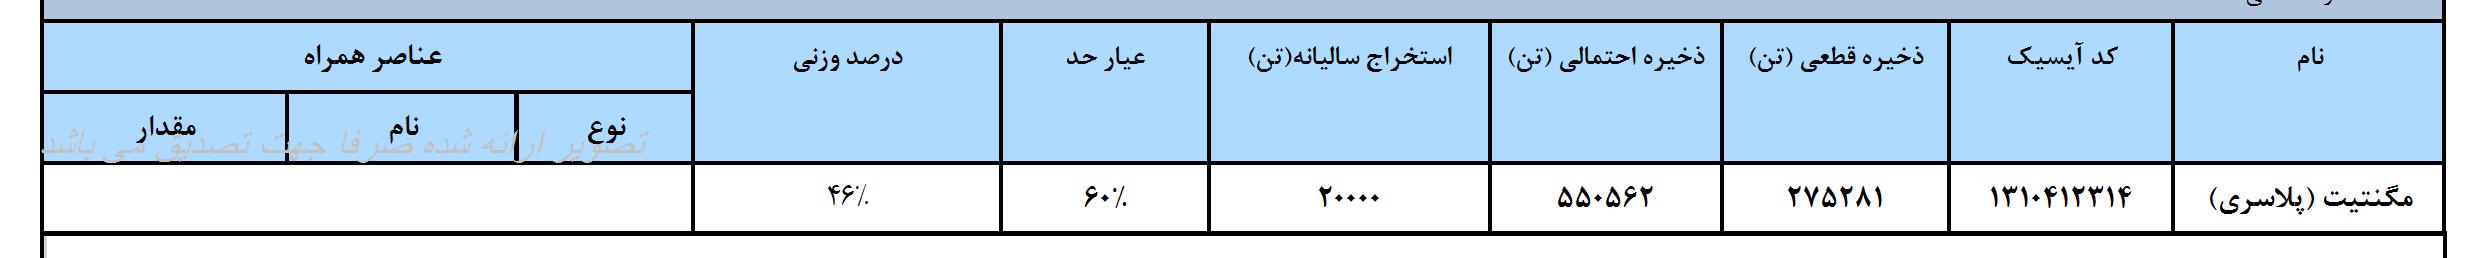 نام
کد آیسیک
ذخیره قطعی (تن)
ذخیره احتمالی (تن)
استخراج سالیانه(تن)
عیار حد
درصد وزنی
عناصر همراه
نوع
نام
مقدار
تصویر ارائه شده صرفا جهت تصدیق می باشد
مگنتیت (پلاسری)
۱۳۱۰۴۱۲۳۱۴
۲۷۵۲۸۱
۵۵۰۵۶۲
۲۰۰۰۰
۶۰٪
۴۶٪